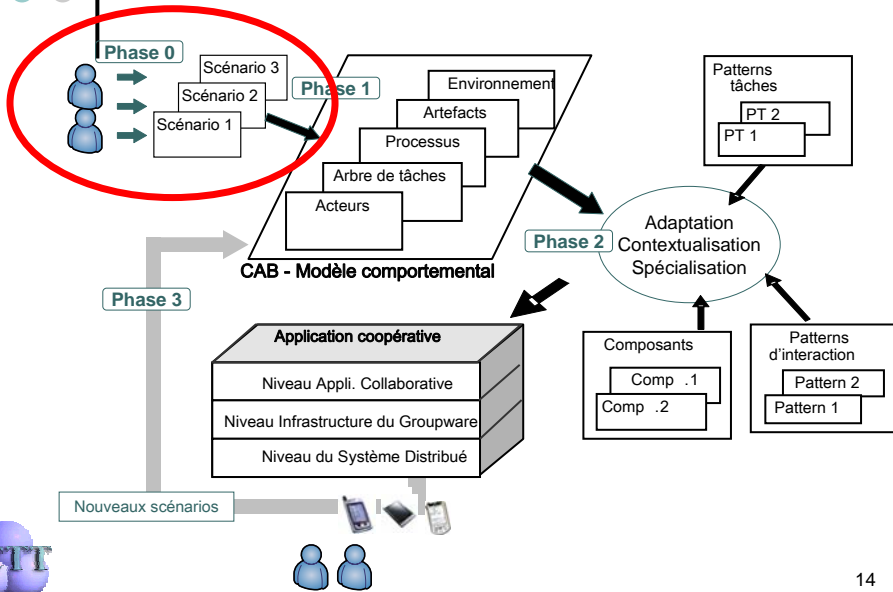 Phase 0
Scénario 3
Scénario 2
Scénario 1
Phase 1
Environnement
Artefacts
Processus
Arbre de tâches
Acteurs
CAB - Modèle comportemental
Patterns
tâches
PT 2
PT 1
Phase 2
Adaptation
Contextualisation
Spécialisation
Phase 3
Application coopérative
Niveau Appli. Collaborative
Niveau Infrastructure du Groupware
Niveau du Système Distribué
Composants
Comp .1
Comp .2
Patterns
d'interaction
Pattern 2
Pattern 1
Nouveaux scénarios
TT
14